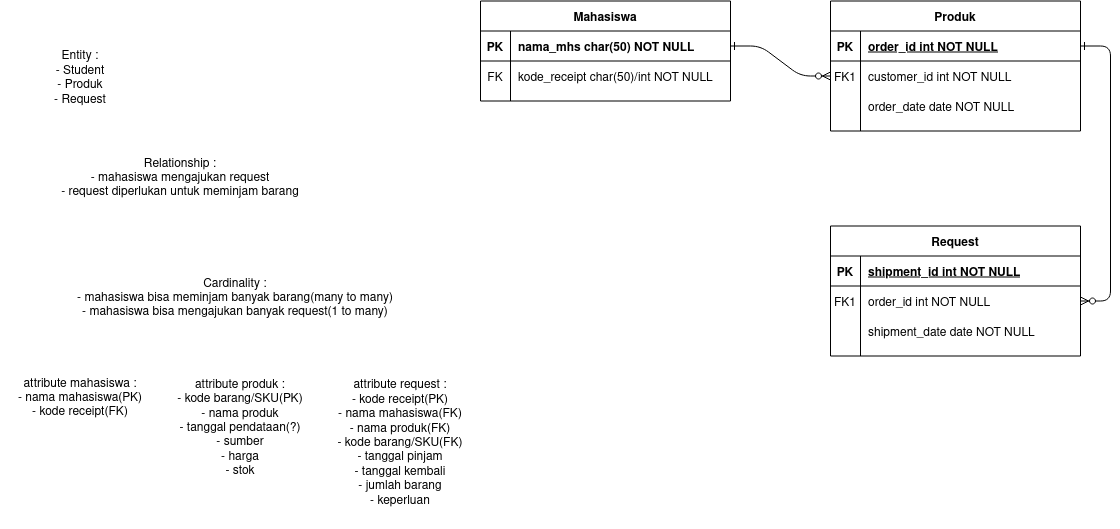 Entity :
- Student
- Produk
- Request
Relationship :
- mahasiswa mengajukan request
- request diperlukan untuk meminjam barang
Cardinality :
- mahasiswa bisa meminjam banyak barang(many to many)
- mahasiswa bisa mengajukan banyak request(1 to many)
attribute mahasiswa :
- nama mahasiswa(PK)
- kode receipt(FK)
attribute produk :
- kode barang/SKU(PK)
- nama produk
- tanggal pendataan(?)
- sumber
- harga
- stok
attribute request :
- kode receipt(PK)
- nama mahasiswa(FK)
- nama produk(FK)
- kode barang/SKU(FK)
- tanggal pinjam
- tanggal kembali
- jumlah barang
- keperluan
Mahasiswa
PK nama_mhs char(50) NOT NULL
FK kode_receipt char(50)/int NOT NULL
Produk
PK order_id int NOT NULL
FK1 customer_id int NOT NULL
order_date date NOT NULL
Request
PK shipment_id int NOT NULL
FK1 order_id int NOT NULL
shipment_date date NOT NULL